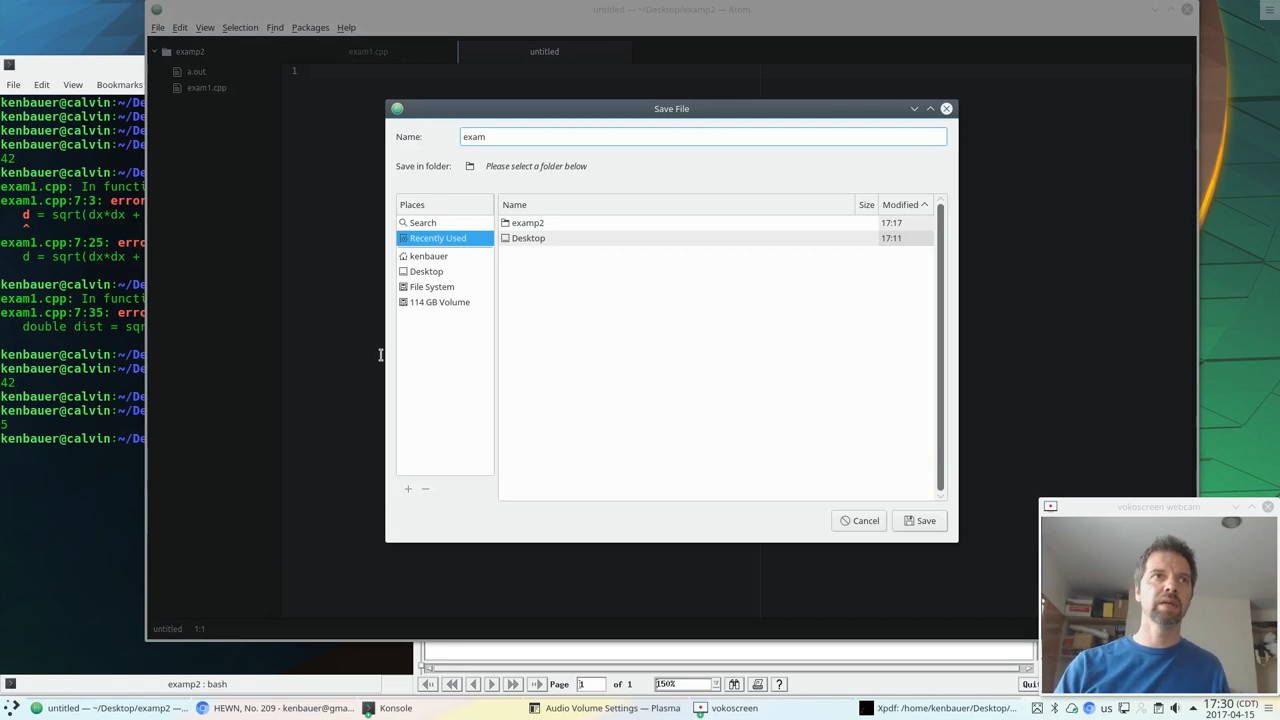 untitled — ~/Desktop/examp2 — Atom
File Edit View Selection Find Packages Help
examp2
exam1.cpp
untitled
a.out
1
exam1.cpp
File Edit View Bookmarks
kenbauer@calvin:~/De
kenbauer@calvin:~/De
kenbauer@calvin:~/De
kenbauer@calvin:~/De
42
kenbauer@calvin:~/De
exam1.cpp: In functi
exam1.cpp:7:3: error
d = sqrt(dx*dx +
^
exam1.cpp:7:25: erro
d = sqrt(dx*dx +
kenbauer@calvin:~/De
exam1.cpp: In functi
exam1.cpp:7:35: erro
double dist = sqr
kenbauer@calvin:~/De
kenbauer@calvin:~/De
42
kenbauer@calvin:~/De
kenbauer@calvin:~/De
5
kenbauer@calvin:~/De
Save File
Name: exam
Save in folder: Please select a folder below
Places
Search
Recently Used
kenbauer
Desktop
File System
114 GB Volume
Name Size Modified
examp2 17:17
Desktop 17:11
+ −
Cancel Save
vokoscreen webcam
untitled 1:1
examp2 : bash
Page 1 of 1 150% ? Qui
untitled — ~/Desktop/examp2 —...
HEWN, No. 209 - kenbauer@gma...
Konsole
Audio Volume Settings — Plasma
vokoscreen
Xpdf: /home/kenbauer/Desktop/...
us
17:30 (CDT)
2017-04-15